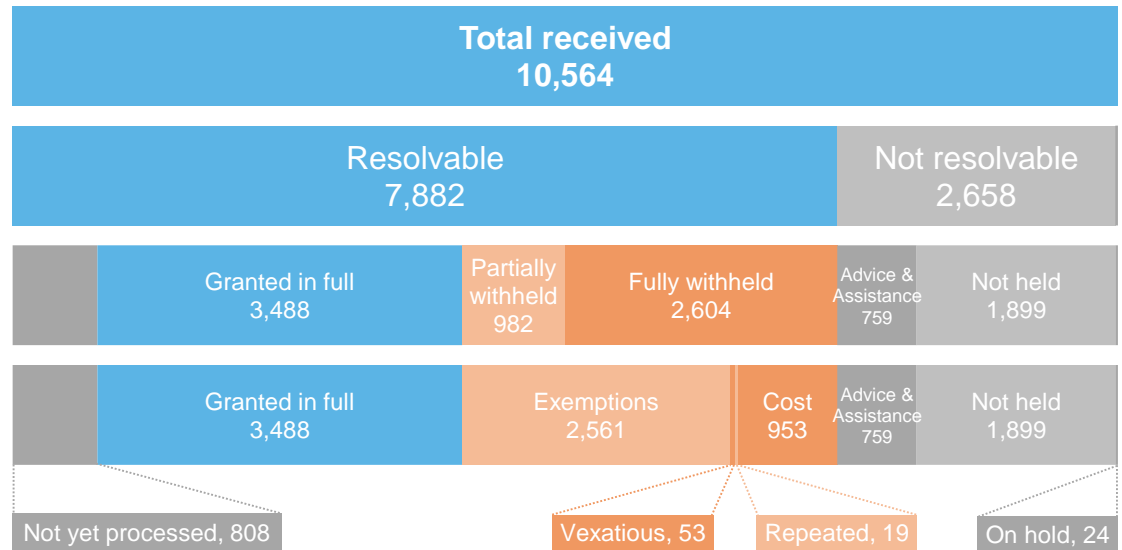 Total received
10,564
Resolvable
7,882
Not resolvable
2,658
Granted in full
3,488
Partially
withheld
982
Fully withheld
2,604
Advice &
Assistance
759
Not held
1,899
Granted in full
3,488
Exemptions
2,561
Cost
953
Advice &
Assistance
759
Not held
1,899
Not yet processed, 808
Vexatious, 53
Repeated, 19
On hold, 24